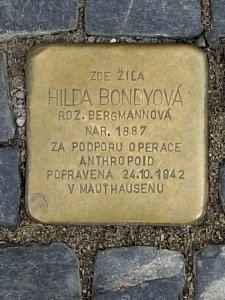 ZDE ŽILA
HILDA BONDYOVÁ
ROZ. BERGMANNOVÁ
NAR. 1887
ZA PODPORU OPERACE
ANTHROPOID
POPRAVENA 24.10.1942
V MAUTHAUSENU